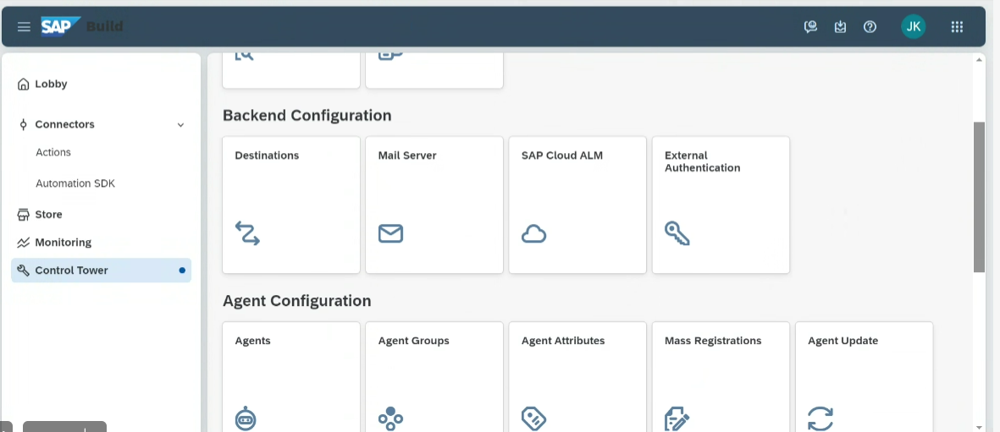 SAP Build
JK
Lobby
Connectors
Actions
Automation SDK
Store
Monitoring
Control Tower
Backend Configuration
Destinations
Mail Server
SAP Cloud ALM
External
Authentication
Agent Configuration
Agents
Agent Groups
Agent Attributes
Mass Registrations
Agent Update